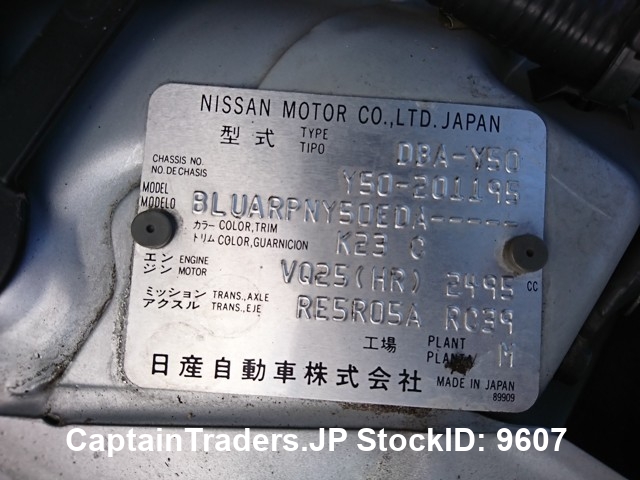 NISSAN MOTOR CO.,LTD. JAPAN
型式 TYPE TIPO DBA-Y50
CHASSIS NO. NO.DE CHASIS Y50-201195
MODEL MODELO BLUARPNY50EDA-----
カラー COLOR,TRIM トリム COLOR,GUARNICION K23 C
エンジン ENGINE MOTOR VQ25(HR) 2495 CC
ミッション アクスル TRANS.,AXLE TRANS.,EJE RE5R05A RC39
工場 PLANT PLANTA M
日産自動車株式会社 MADE IN JAPAN
89909
CaptainTraders.JP StockID: 9607